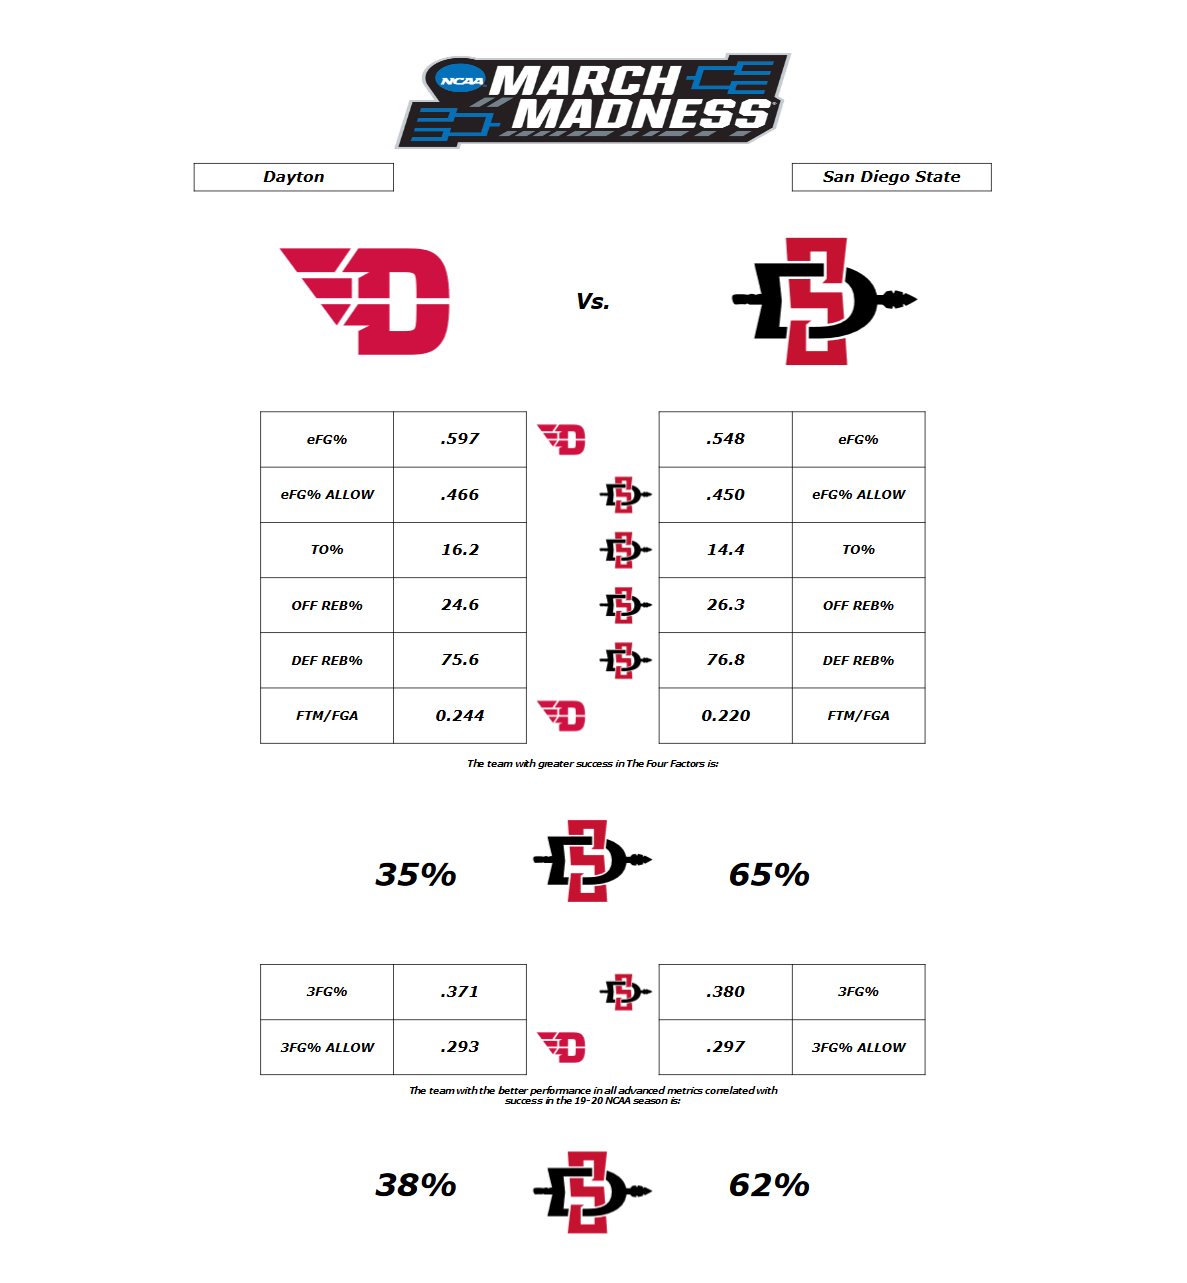 NCAA
MARCH
MADNESS
Dayton
San Diego State
Vs.
eFG% .597 .548 eFG%
eFG% ALLOW .466 .450 eFG% ALLOW
TO% 16.2 14.4 TO%
OFF REB% 24.6 26.3 OFF REB%
DEF REB% 75.6 76.8 DEF REB%
FTM/FGA 0.244 0.220 FTM/FGA
The team with greater success in The Four Factors is:
35% 65%
3FG% .371 .380 3FG%
3FG% ALLOW .293 .297 3FG% ALLOW
The team with the better performance in all advanced metrics correlated with
success in the 19-20 NCAA season is:
38% 62%